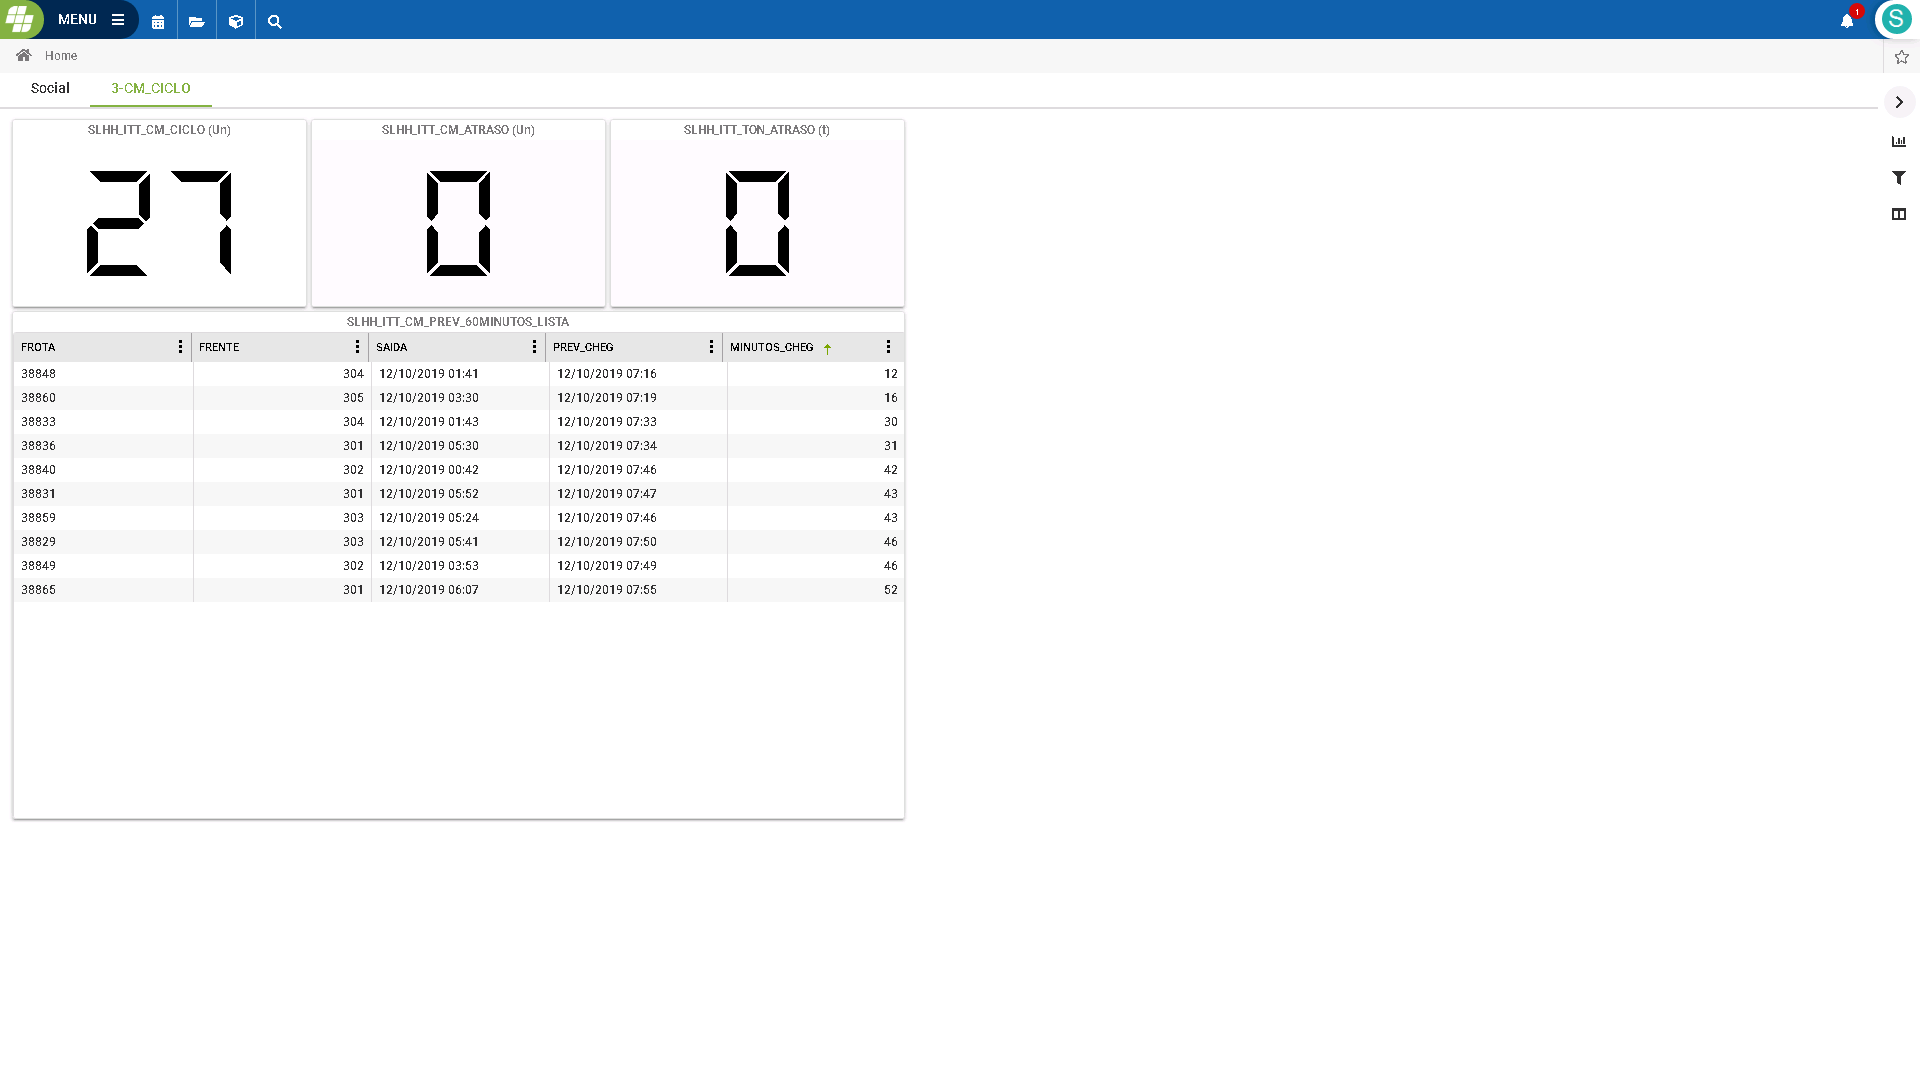 MENU
1
S
Home
Social
3-CM_CICLO
SLHH_ITT_CM_CICLO (Un)
SLHH_ITT_CM_ATRASO (Un)
SLHH_ITT_TON_ATRASO (t)
27
0
0
SLHH_ITT_CM_PREV_60MINUTOS_LISTA
FROTA FRENTE SAIDA PREV_CHEG MINUTOS_CHEG
38848 304 12/10/2019 01:41 12/10/2019 07:16 12
38860 305 12/10/2019 03:30 12/10/2019 07:19 16
38833 304 12/10/2019 01:43 12/10/2019 07:33 30
38836 301 12/10/2019 05:30 12/10/2019 07:34 31
38840 302 12/10/2019 00:42 12/10/2019 07:46 42
38831 301 12/10/2019 05:52 12/10/2019 07:47 43
38859 303 12/10/2019 05:24 12/10/2019 07:46 43
38829 303 12/10/2019 05:41 12/10/2019 07:50 46
38849 302 12/10/2019 03:53 12/10/2019 07:49 46
38865 301 12/10/2019 06:07 12/10/2019 07:55 52